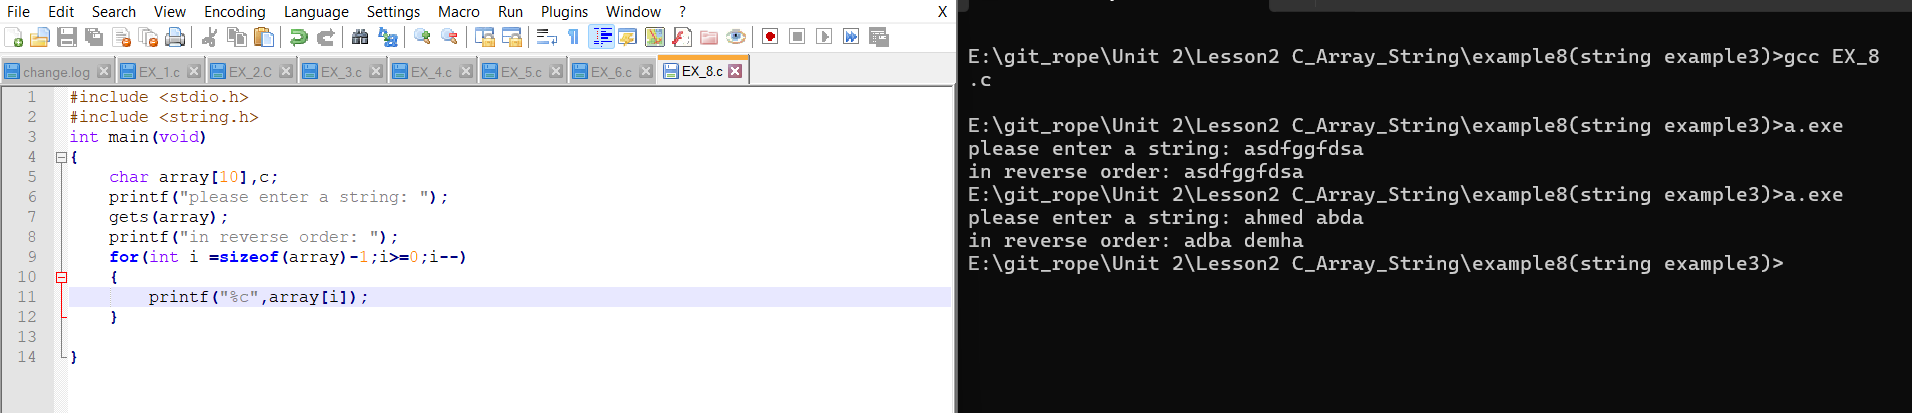 File Edit Search View Encoding Language Settings Macro Run Plugins Window ? X
change.log EX_1.c EX_2.C EX_3.c EX_4.c EX_5.c EX_6.c EX_8.c
1 #include <stdio.h>
2 #include <string.h>
3 int main(void)
4 {
5 char array[10],c;
6 printf("please enter a string: ");
7 gets(array);
8 printf("in reverse order: ");
9 for(int i =sizeof(array)-1;i>=0;i--)
10 {
11 printf("%c",array[i]);
12 }
13
14 }
E:\git_rope\Unit 2\Lesson2 C_Array_String\example8(string example3)>gcc EX_8
.c
E:\git_rope\Unit 2\Lesson2 C_Array_String\example8(string example3)>a.exe
please enter a string: asdfggfdsa
in reverse order: asdfggfdsa
E:\git_rope\Unit 2\Lesson2 C_Array_String\example8(string example3)>a.exe
please enter a string: ahmed abda
in reverse order: adba demha
E:\git_rope\Unit 2\Lesson2 C_Array_String\example8(string example3)>